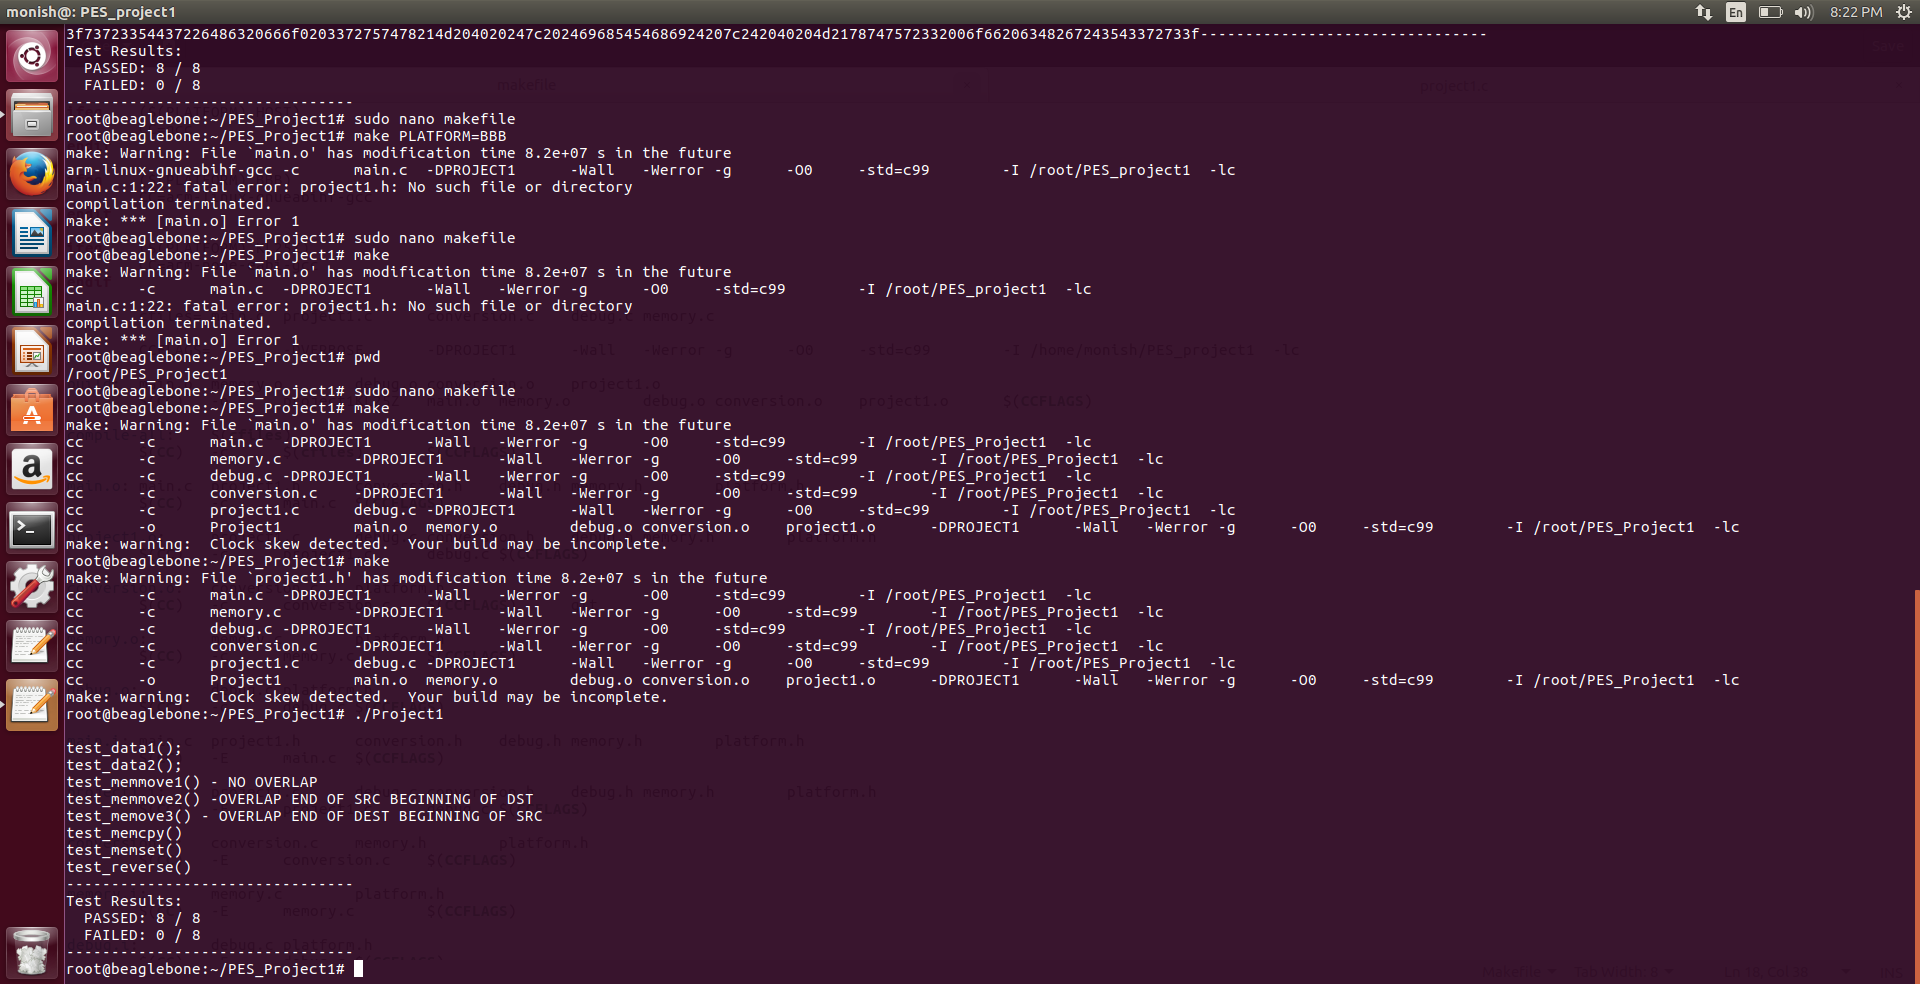 monish@: PES_project1
En
8:22 PM
3f73723354437226486320666f0203372757478214d204020247c202469685454686924207c242040204d2178747572332006f66206348267243543372733f--------------------------------
Test Results:
  PASSED: 8 / 8
  FAILED: 0 / 8
--------------------------------
root@beaglebone:~/PES_Project1# sudo nano makefile
root@beaglebone:~/PES_Project1# make PLATFORM=BBB
make: Warning: File `main.o' has modification time 8.2e+07 s in the future
arm-linux-gnueabihf-gcc -c      main.c  -DPROJECT1      -Wall   -Werror -g      -O0     -std=c99        -I /root/PES_project1  -lc
main.c:1:22: fatal error: project1.h: No such file or directory
compilation terminated.
make: *** [main.o] Error 1
root@beaglebone:~/PES_Project1# sudo nano makefile
root@beaglebone:~/PES_Project1# make
make: Warning: File `main.o' has modification time 8.2e+07 s in the future
cc      -c      main.c  -DPROJECT1      -Wall   -Werror -g      -O0     -std=c99        -I /root/PES_project1  -lc
main.c:1:22: fatal error: project1.h: No such file or directory
compilation terminated.
make: *** [main.o] Error 1
root@beaglebone:~/PES_Project1# pwd
/root/PES_Project1
root@beaglebone:~/PES_Project1# sudo nano makefile
root@beaglebone:~/PES_Project1# make
make: Warning: File `main.o' has modification time 8.2e+07 s in the future
cc      -c      main.c  -DPROJECT1      -Wall   -Werror -g      -O0     -std=c99        -I /root/PES_Project1  -lc
cc      -c      memory.c        -DPROJECT1      -Wall   -Werror -g      -O0     -std=c99        -I /root/PES_Project1  -lc
cc      -c      debug.c -DPROJECT1      -Wall   -Werror -g      -O0     -std=c99        -I /root/PES_Project1  -lc
cc      -c      conversion.c    -DPROJECT1      -Wall   -Werror -g      -O0     -std=c99        -I /root/PES_Project1  -lc
cc      -c      project1.c      debug.c -DPROJECT1      -Wall   -Werror -g      -O0     -std=c99        -I /root/PES_Project1  -lc
cc      -o      Project1        main.o  memory.o        debug.o conversion.o    project1.o      -DPROJECT1      -Wall   -Werror -g      -O0     -std=c99        -I /root/PES_Project1  -lc
make: warning:  Clock skew detected.  Your build may be incomplete.
root@beaglebone:~/PES_Project1# make
make: Warning: File `project1.h' has modification time 8.2e+07 s in the future
cc      -c      main.c  -DPROJECT1      -Wall   -Werror -g      -O0     -std=c99        -I /root/PES_Project1  -lc
cc      -c      memory.c        -DPROJECT1      -Wall   -Werror -g      -O0     -std=c99        -I /root/PES_Project1  -lc
cc      -c      debug.c -DPROJECT1      -Wall   -Werror -g      -O0     -std=c99        -I /root/PES_Project1  -lc
cc      -c      conversion.c    -DPROJECT1      -Wall   -Werror -g      -O0     -std=c99        -I /root/PES_Project1  -lc
cc      -c      project1.c      debug.c -DPROJECT1      -Wall   -Werror -g      -O0     -std=c99        -I /root/PES_Project1  -lc
cc      -o      Project1        main.o  memory.o        debug.o conversion.o    project1.o      -DPROJECT1      -Wall   -Werror -g      -O0     -std=c99        -I /root/PES_Project1  -lc
make: warning:  Clock skew detected.  Your build may be incomplete.
root@beaglebone:~/PES_Project1# ./Project1
test_data1();
test_data2();
test_memmove1() - NO OVERLAP
test_memmove2() -OVERLAP END OF SRC BEGINNING OF DST
test_memove3() - OVERLAP END OF DEST BEGINNING OF SRC
test_memcpy()
test_memset()
test_reverse()
--------------------------------
Test Results:
  PASSED: 8 / 8
  FAILED: 0 / 8
--------------------------------
root@beaglebone:~/PES_Project1#